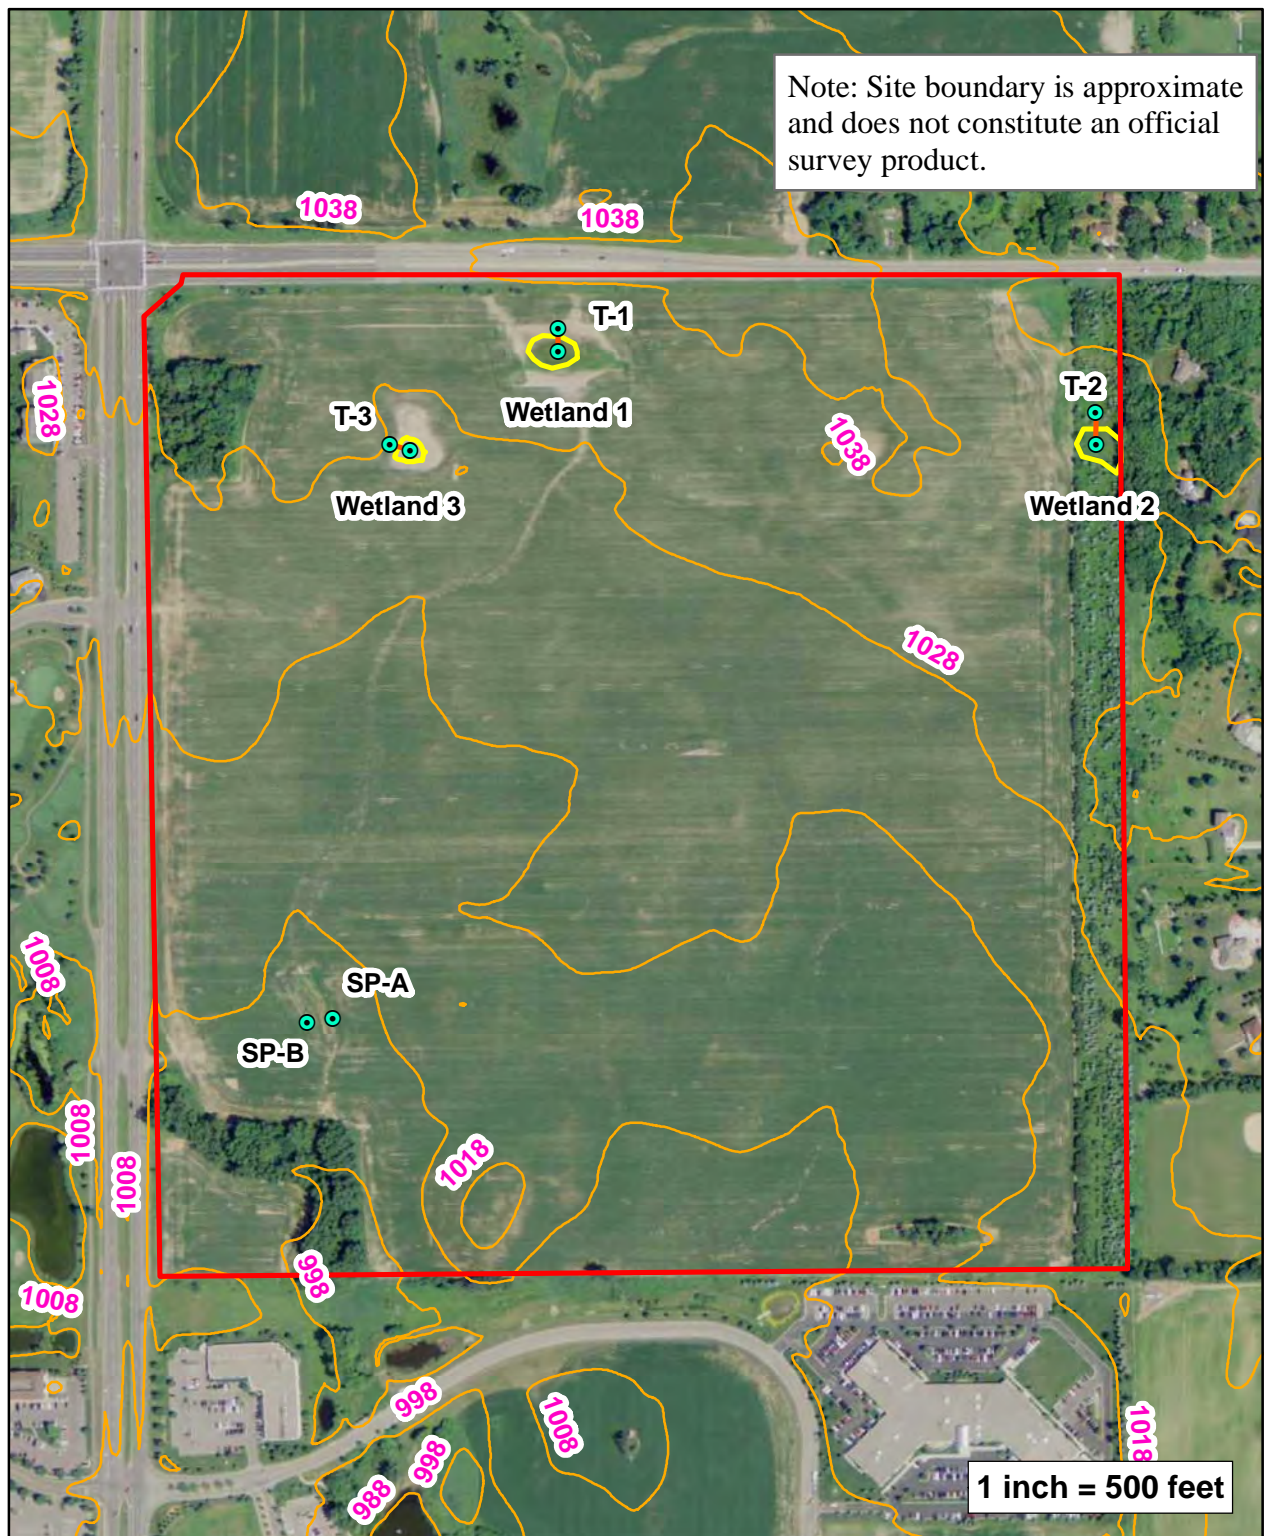 Note: Site boundary is approximate
and does not constitute an official
survey product.
1038
1038
T-1
1028
T-2
T-3
Wetland 1
1038
Wetland 3
Wetland 2
1028
1008
SP-A
SP-B
1008
1018
1008
998
1008
998
1008
1018
998
988
1 inch = 500 feet